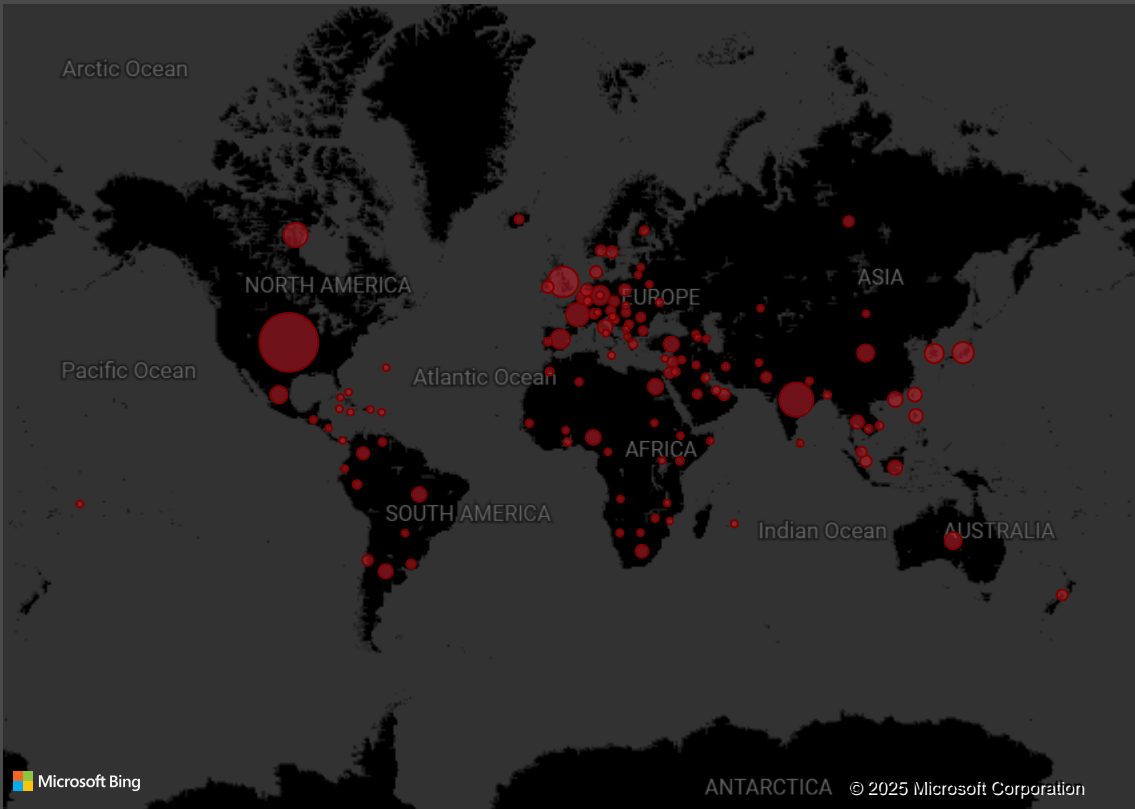 Arctic Ocean
NORTH AMERICA
ASIA
EUROPE
Pacific Ocean
Atlantic Ocean
AFRICA
SOUTH AMERICA
Indian Ocean
AUSTRALIA
Microsoft Bing
ANTARCTICA
© 2025 Microsoft Corporation